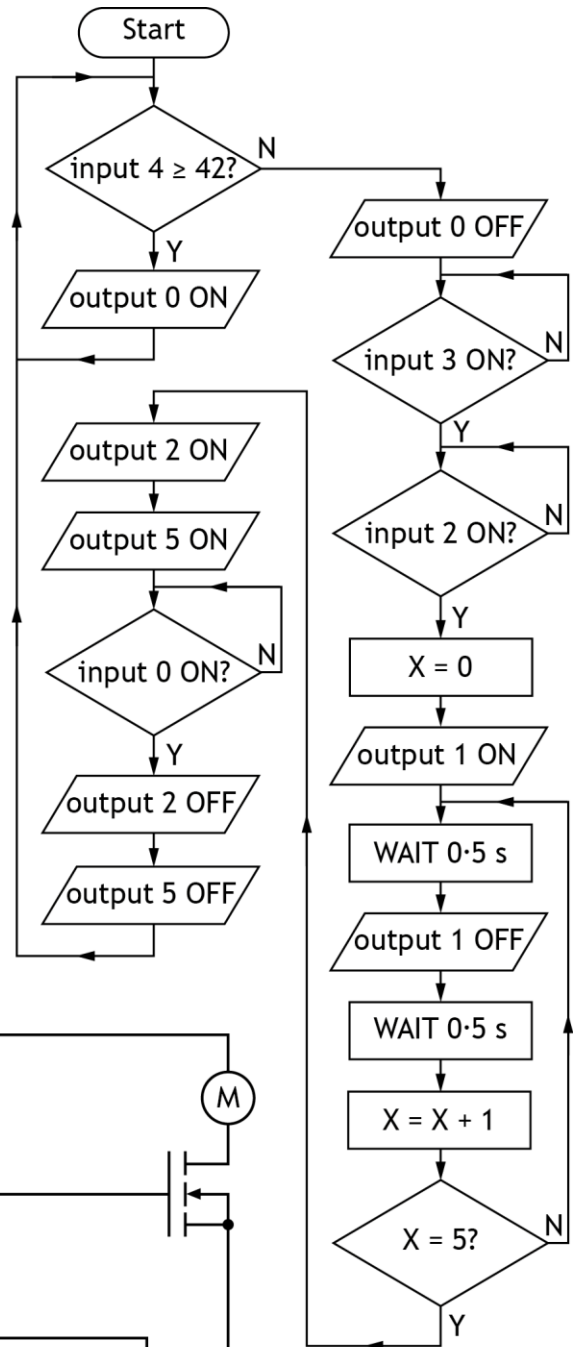 Start
input 4 ≥ 42?
N
Y
output 0 ON
output 0 OFF
input 3 ON?
N
Y
input 2 ON?
N
Y
X = 0
output 1 ON
WAIT 0·5 s
output 1 OFF
WAIT 0·5 s
X = X + 1
X = 5?
N
Y
output 2 ON
output 5 ON
input 0 ON?
N
Y
output 2 OFF
output 5 OFF
M